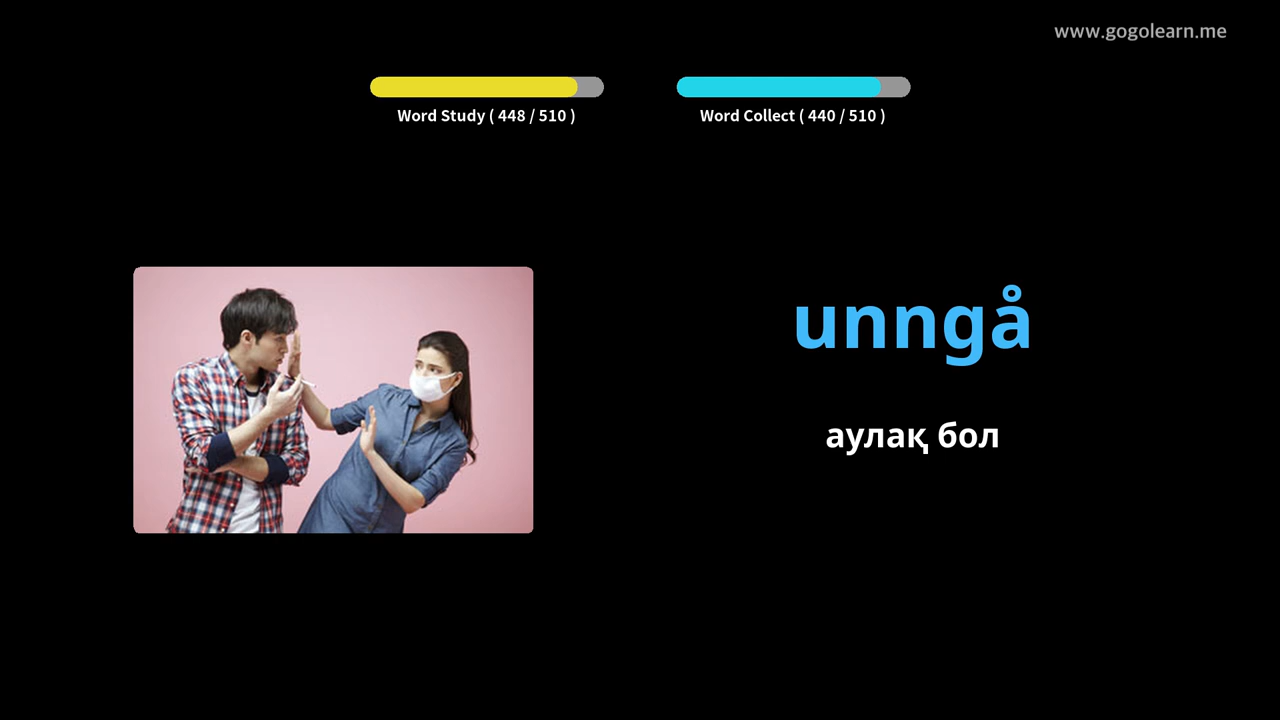 www.gogolearn.me
Word Study ( 448 / 510 )
Word Collect ( 440 / 510 )
unngå
аулақ бол